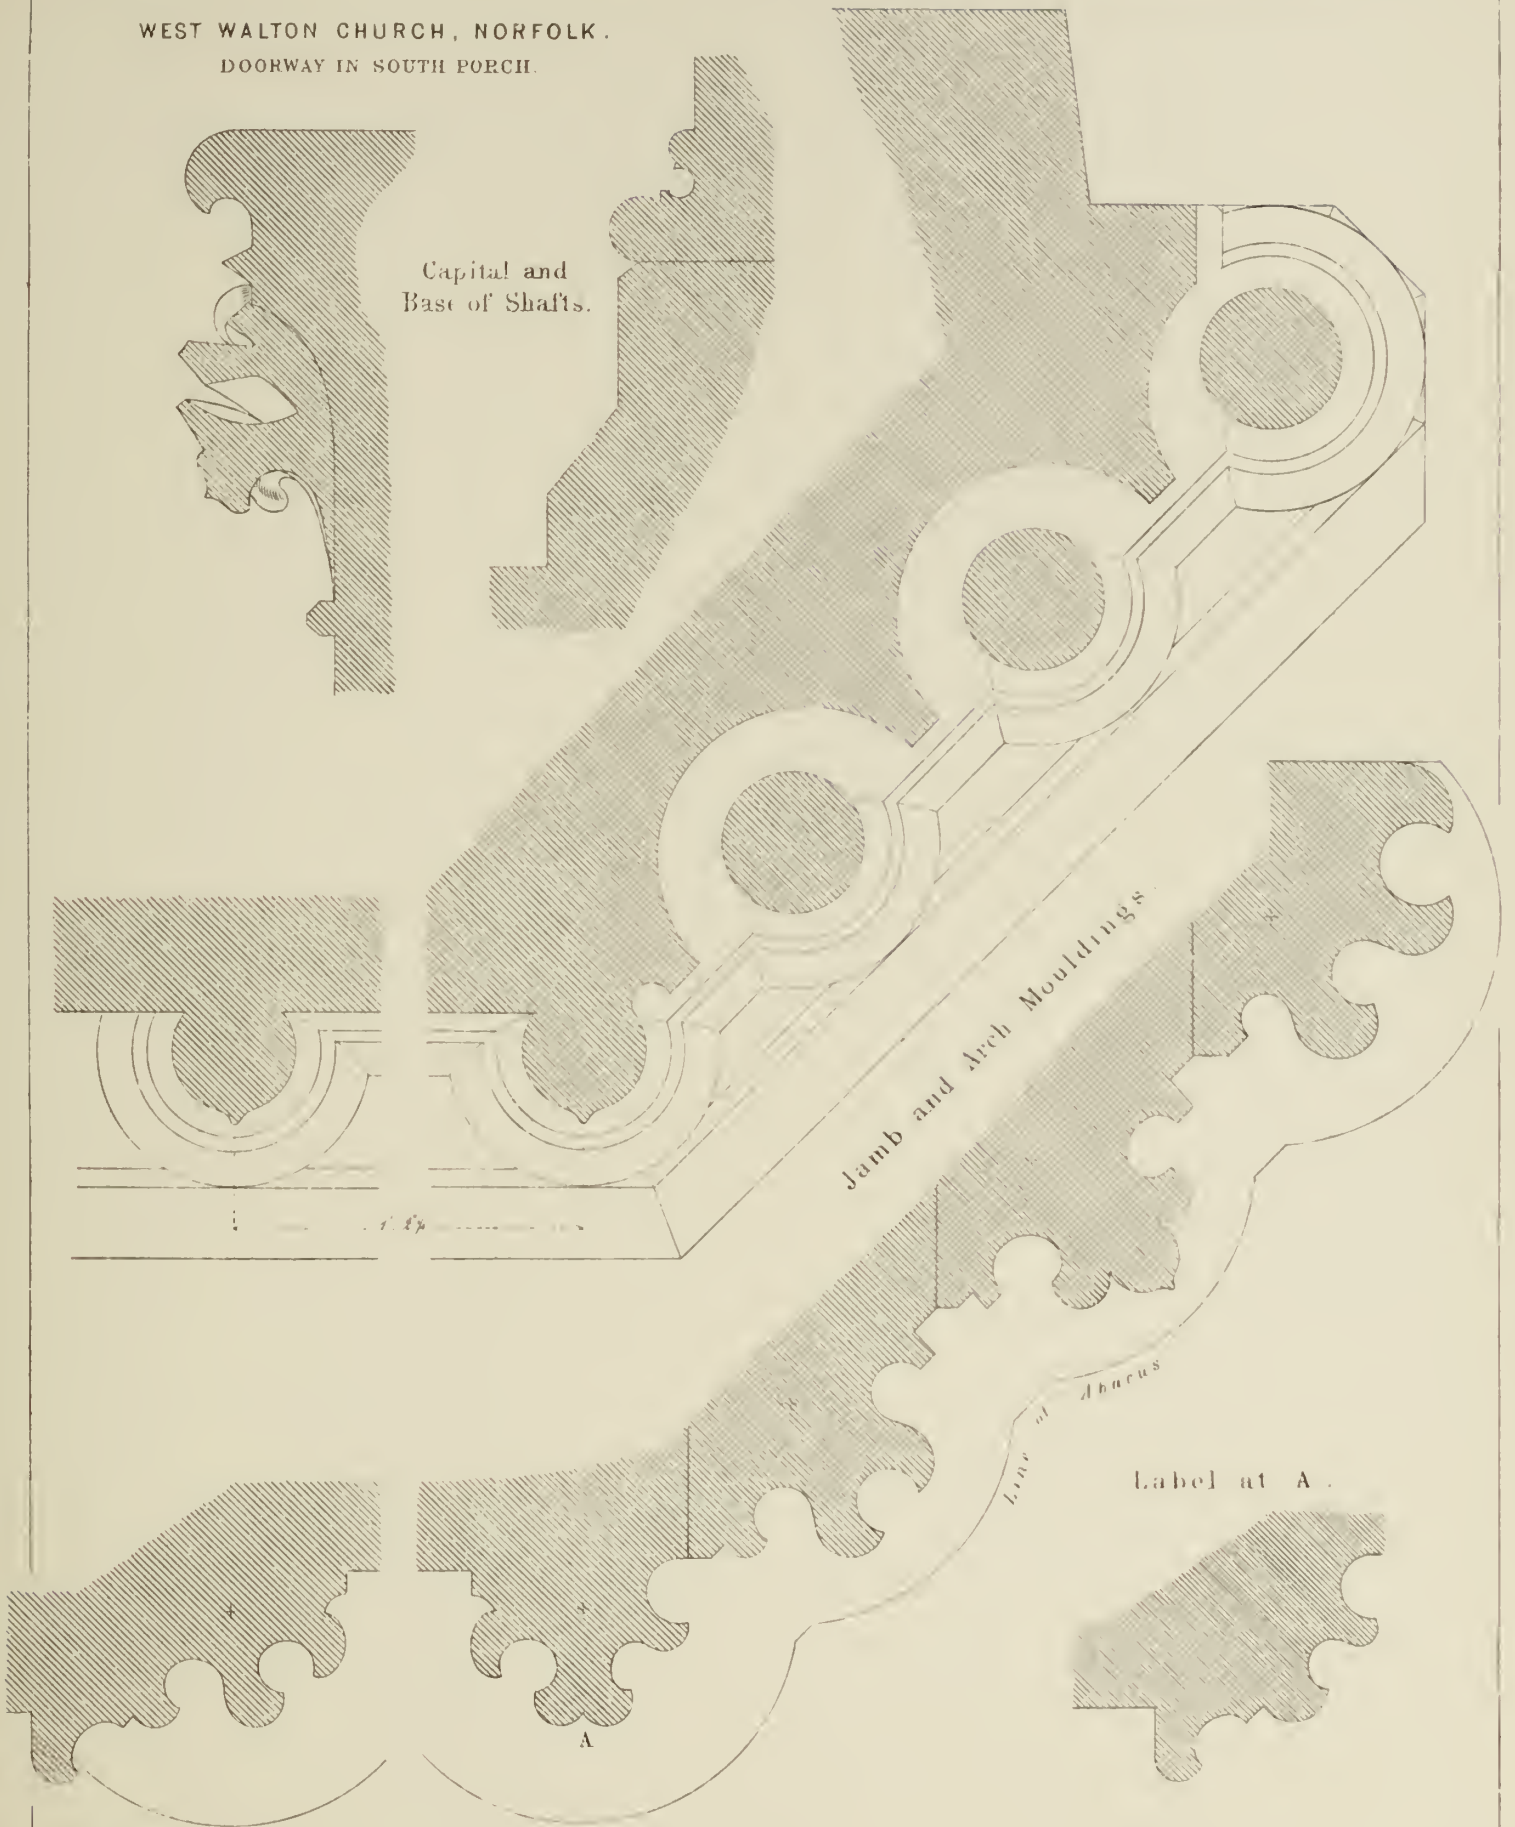 WEST WALTON CHURCH, NORFOLK.
DOORWAY IN SOUTH PORCH.
Capital and
Base of Shafts.
Jamb and Arch Mouldings.
Line of Abacus
Label at A.
A